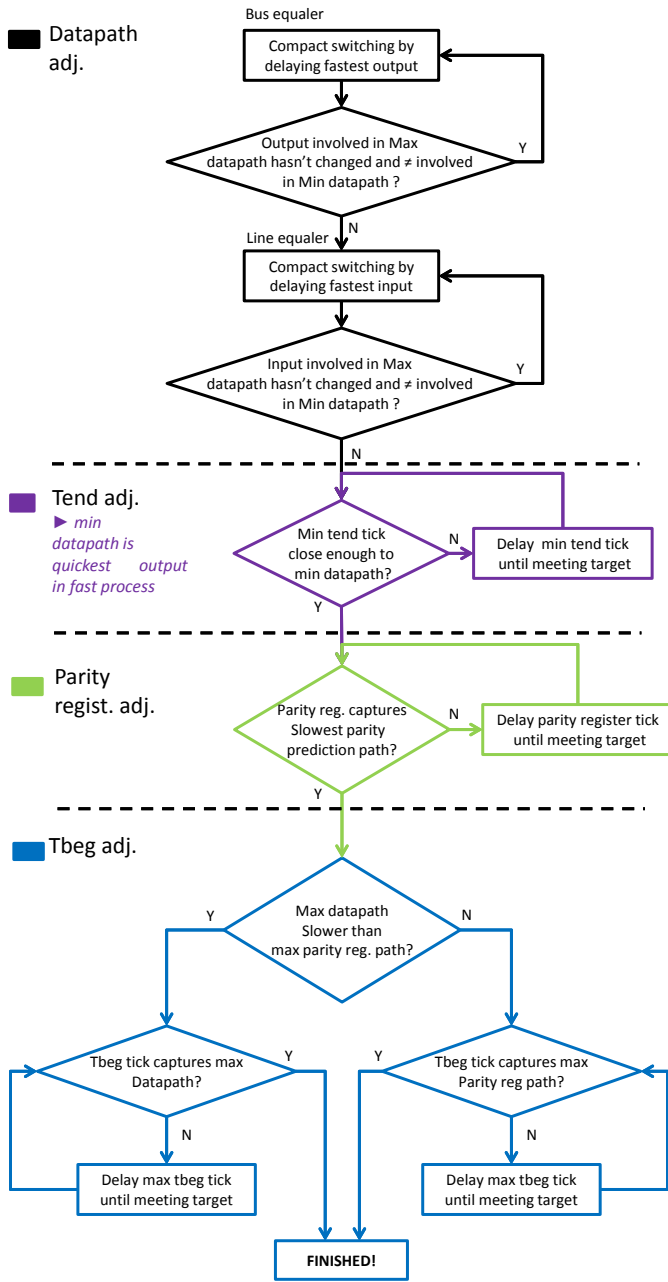 Bus equaler
Datapath
adj.
Compact switching by
delaying fastest output
Output involved in Max
datapath hasn't changed and ≠ involved
in Min datapath ?
Y
N
Line equaler
Compact switching by
delaying fastest input
Input involved in Max
datapath hasn't changed and ≠ involved
in Min datapath ?
Y
N
Tend adj.
► min
datapath is
quickest output
in fast process
Min tend tick
close enough to
min datapath?
N
Delay min tend tick
until meeting target
Y
Parity
regist. adj.
Parity reg. captures
Slowest parity
prediction path?
N
Delay parity register tick
until meeting target
Y
Tbeg adj.
Max datapath
Slower than
max parity reg. path?
Y
N
Tbeg tick captures max
Datapath?
Y
N
Delay max tbeg tick
until meeting target
Tbeg tick captures max
Parity reg path?
Y
N
Delay max tbeg tick
until meeting target
FINISHED!